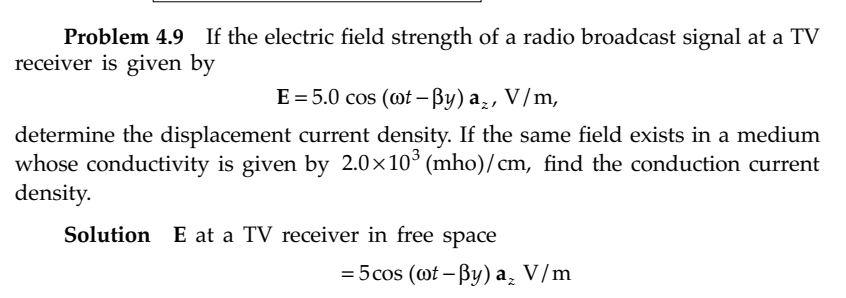 Problem 4.9 If the electric field strength of a radio broadcast signal at a TV
receiver is given by
E = 5.0 cos (ωt – βy) a_z, V/m,
determine the displacement current density. If the same field exists in a medium
whose conductivity is given by 2.0×10³ (mho)/cm, find the conduction current
density.
Solution E at a TV receiver in free space
= 5 cos (ωt – βy) a_z V/m